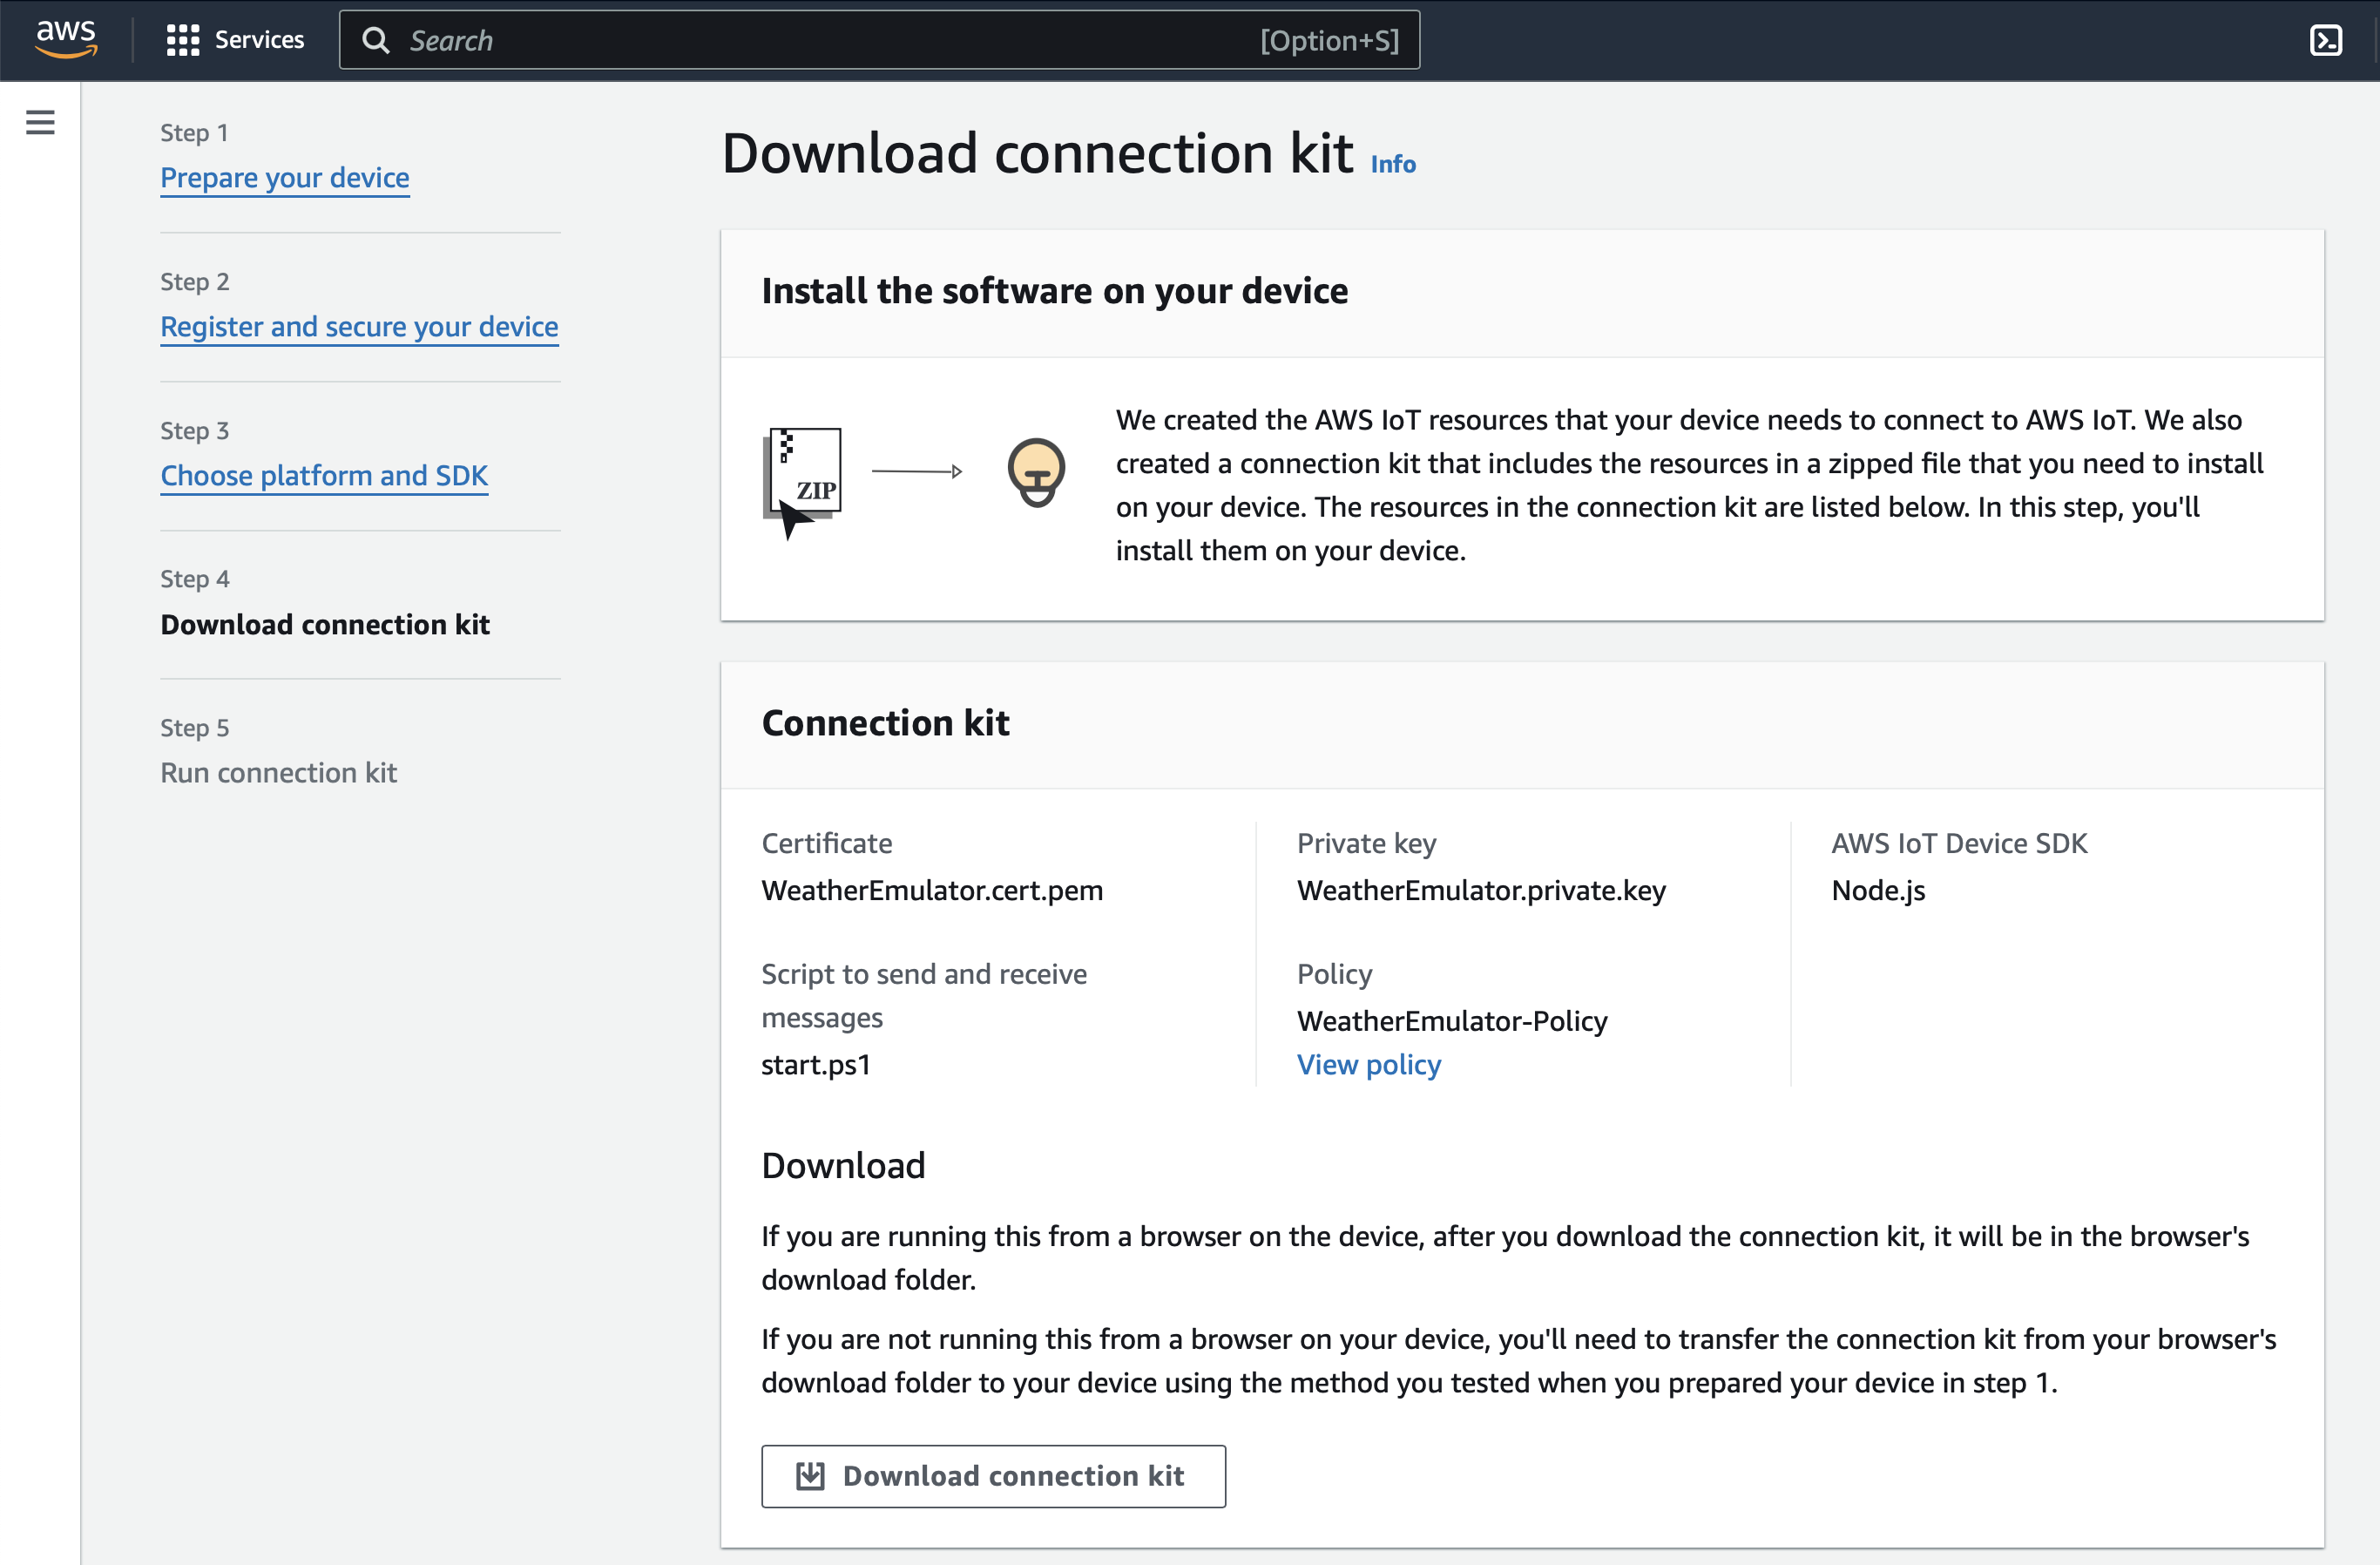 aws
Services
Search
[Option+S]
Step 1
Prepare your device
Step 2
Register and secure your device
Step 3
Choose platform and SDK
Step 4
Download connection kit
Step 5
Run connection kit
Download connection kit Info
Install the software on your device
ZIP
We created the AWS IoT resources that your device needs to connect to AWS IoT. We also
created a connection kit that includes the resources in a zipped file that you need to install
on your device. The resources in the connection kit are listed below. In this step, you'll
install them on your device.
Connection kit
Certificate
WeatherEmulator.cert.pem
Script to send and receive
messages
start.ps1
Private key
WeatherEmulator.private.key
Policy
WeatherEmulator-Policy
View policy
AWS IoT Device SDK
Node.js
Download
If you are running this from a browser on the device, after you download the connection kit, it will be in the browser's
download folder.
If you are not running this from a browser on your device, you'll need to transfer the connection kit from your browser's
download folder to your device using the method you tested when you prepared your device in step 1.
Download connection kit